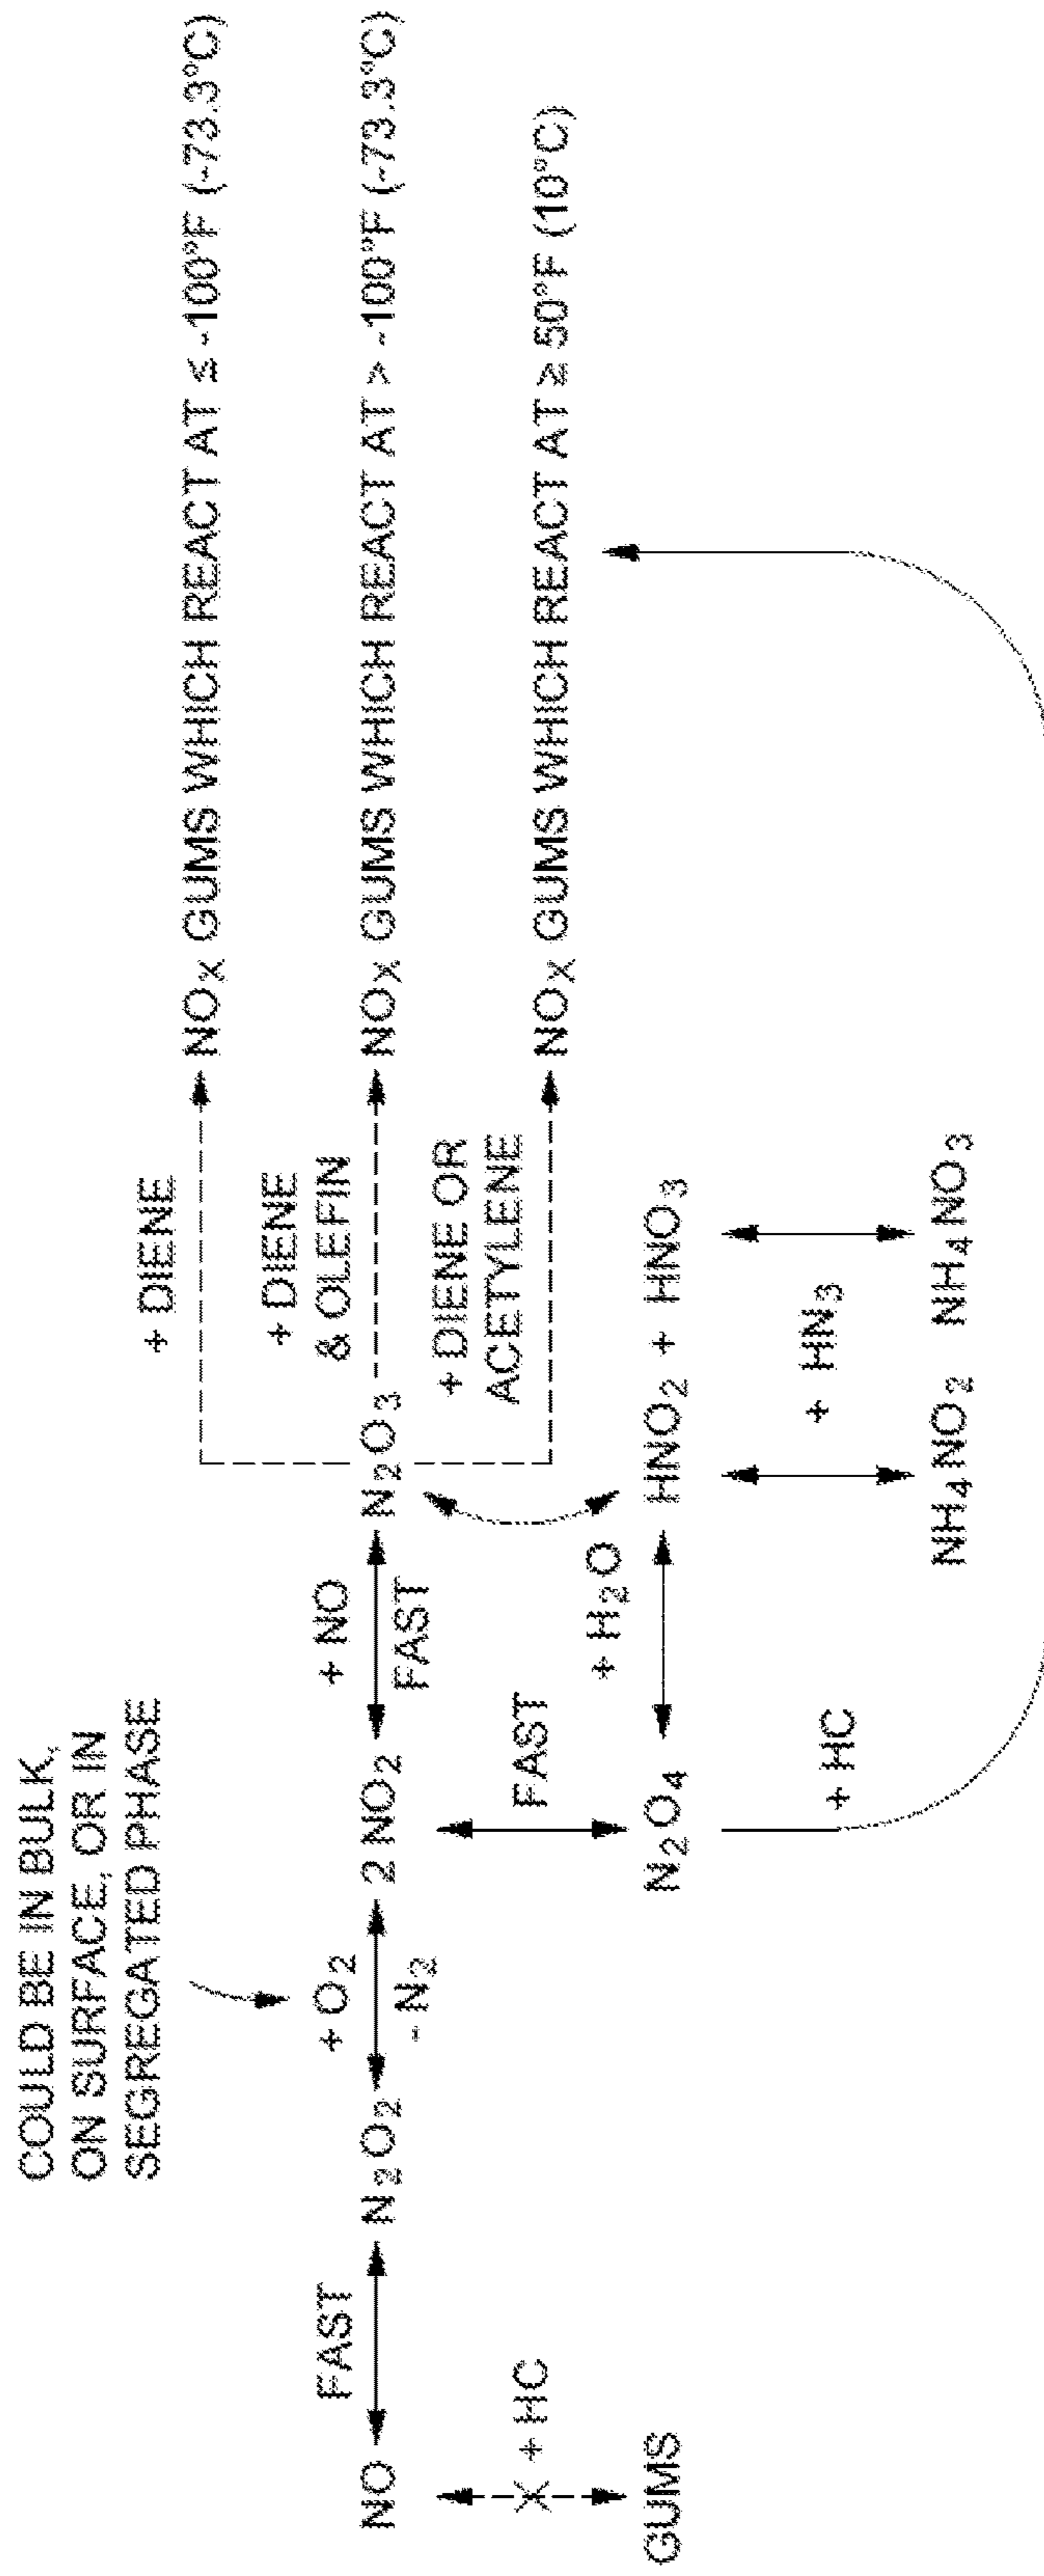 COULD BE IN BULK,
ON SURFACE, OR IN
SEGREGATED PHASE
+ DIENE
NOX GUMS WHICH REACT AT ≤ -100°F (-73.3°C)
+ DIENE
& OLEFIN
FAST
+ O2
+ NO
NO
N2O2
2 NO2
N2O3
NOX GUMS WHICH REACT AT > -100°F (-73.3°C)
- N2
FAST
+ DIENE OR
ACETYLENE
X + HC
FAST
NOX GUMS WHICH REACT AT ≥ 50°F (10°C)
+ H2O
GUMS
N2O4
HNO2 + HNO3
+ HC
+ HN3
NH4NO2
NH4NO3